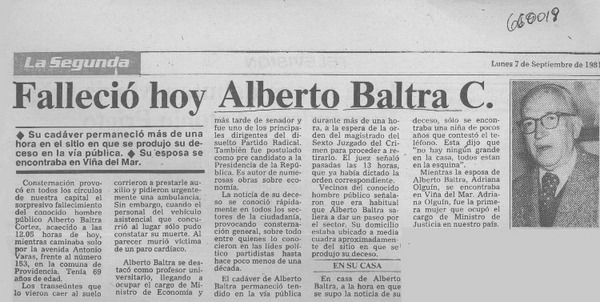 660018
La Segunda
Lunes 7 de Septiembre de 1981
Falleció hoy Alberto Baltra C.
◆ Su cadáver permaneció más de una
hora en el sitio en que se produjo su de-
ceso en la vía pública. ◆ Su esposa se
encontraba en Viña del Mar.
Consternación provo-
có en todos los círculos
de nuestra capital el
sorpresivo fallecimiento
del conocido hombre
público Alberto Baltra
Cortez, acaecido a las
12.05 horas de hoy,
mientras caminaba solo
por la avenida Antonio
Varas, frente al número
153, en la comuna de
Providencia. Tenía 69
años de edad.
Los transeúntes que
lo vieron caer al suelo
corrieron a prestarle au-
xilio y pidieron urgente-
mente una ambulancia.
Sin embargo, cuando el
personal del vehículo
asistencial que concu-
rrió al lugar sólo pudo
constatar su muerte. Al
parecer murió víctima
de un paro cardíaco.
Alberto Baltra se des-
tacó como profesor uni-
versitario, llegando a
ocupar el cargo de Mi-
nistro de Economía y
más tarde de senador y
fue uno de los principa-
les dirigentes del di-
suelto Partido Radical.
También fue postulado
como pre candidato a la
Presidencia de la Repú-
blica. Es autor de nume-
rosas obras sobre eco-
nomía.
La noticia de su dece-
so se conoció rápida-
mente en todos los sec-
tores de la ciudadanía,
provocando consterna-
ción general, sobre todo
entre quienes lo conocie-
ron en las lides políti-
co partidistas hasta ha-
ce poco menos de una
década.
El cadáver de Alberto
Baltra permaneció ten-
dido en la vía pública
durante más de una ho-
ra, a la espera de la or-
den del magistrado del
Sexto Juzgado del Cri-
men para proceder a re-
tirarlo. El juez señaló
pasadas las 13 horas,
que ya había dictado la
orden correspondiente.
Vecinos del conocido
hombre público señala-
ron que era habitual
que Alberto Baltra sa-
liera a dar un paseo por
el sector. Su domicilio
estaba ubicado a media
cuadra aproximadamen-
te del sitio en que se
produjo su deceso.
EN SU CASA
En casa de Alberto
Baltra, a la hora en que
se supo la noticia de su
deceso, sólo se encontra-
ba una niña de pocos
años que contestó el te-
léfono. Esta dijo que
"no hay ningún grande
en la casa, todos están
en la esquina".
Mientras la esposa de
Alberto Baltra, Adriana
Olguín, se encontraba
en Viña del Mar. Adria-
na Olguín, fue la prime-
ra mujer que ocupó el
cargo de Ministro de
Justicia en nuestro país.